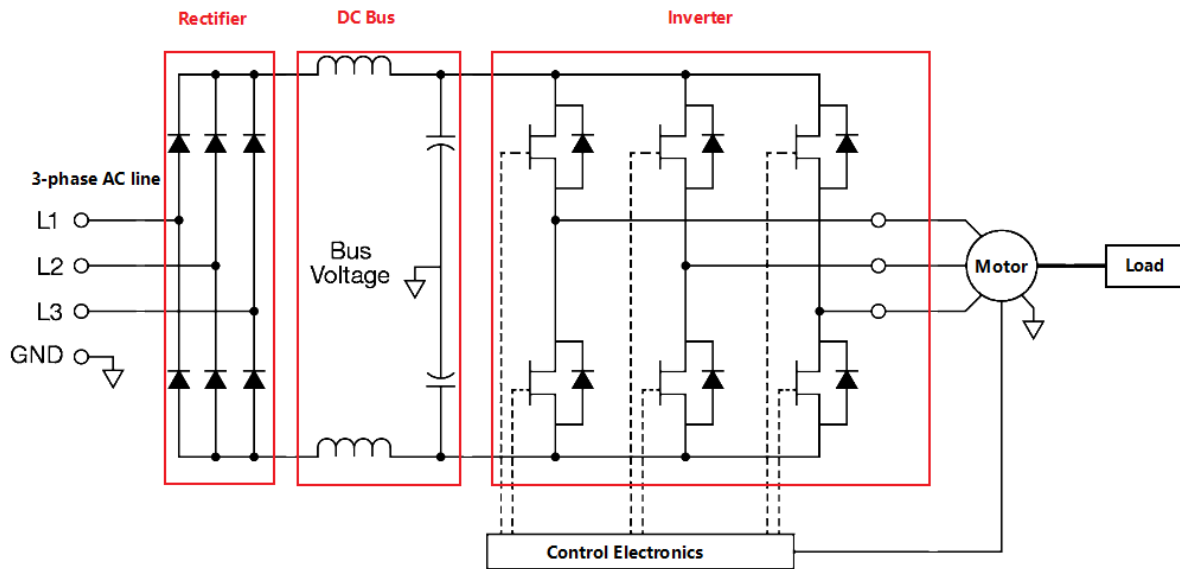 Rectifier
DC Bus
Inverter
3-phase AC line
L1
L2
L3
GND
Bus
Voltage
Motor
Load
Control Electronics